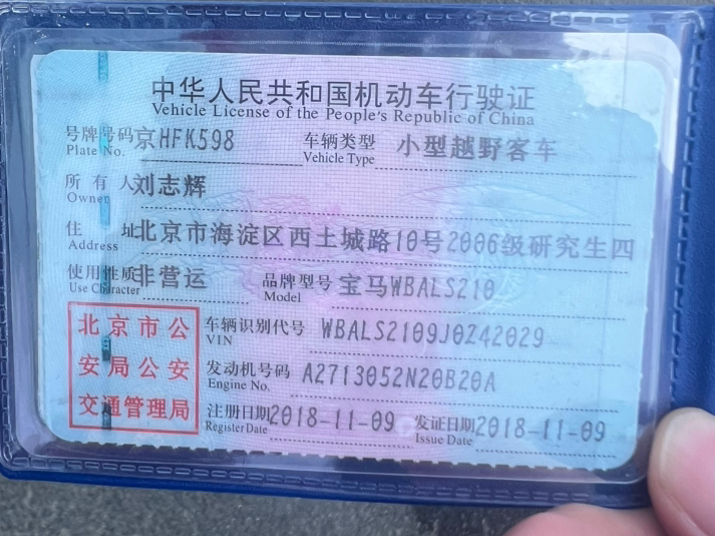 中华人民共和国机动车行驶证
Vehicle License of the People's Republic of China
号牌号码 京HFK598 车辆类型 小型越野客车
Plate No. Vehicle Type
所有人 刘志辉
Owner
住址 北京市海淀区西土城路10号2006级研究生四
Address
使用性质 非营运 品牌型号 宝马WBALS210
Use Character Model
北京市公 车辆识别代号 WBALS2109J0Z42029
VIN
安局公安 发动机号码 A2713052N20B20A
Engine No.
交通管理局 注册日期 2018-11-09 发证日期 2018-11-09
Register Date Issue Date